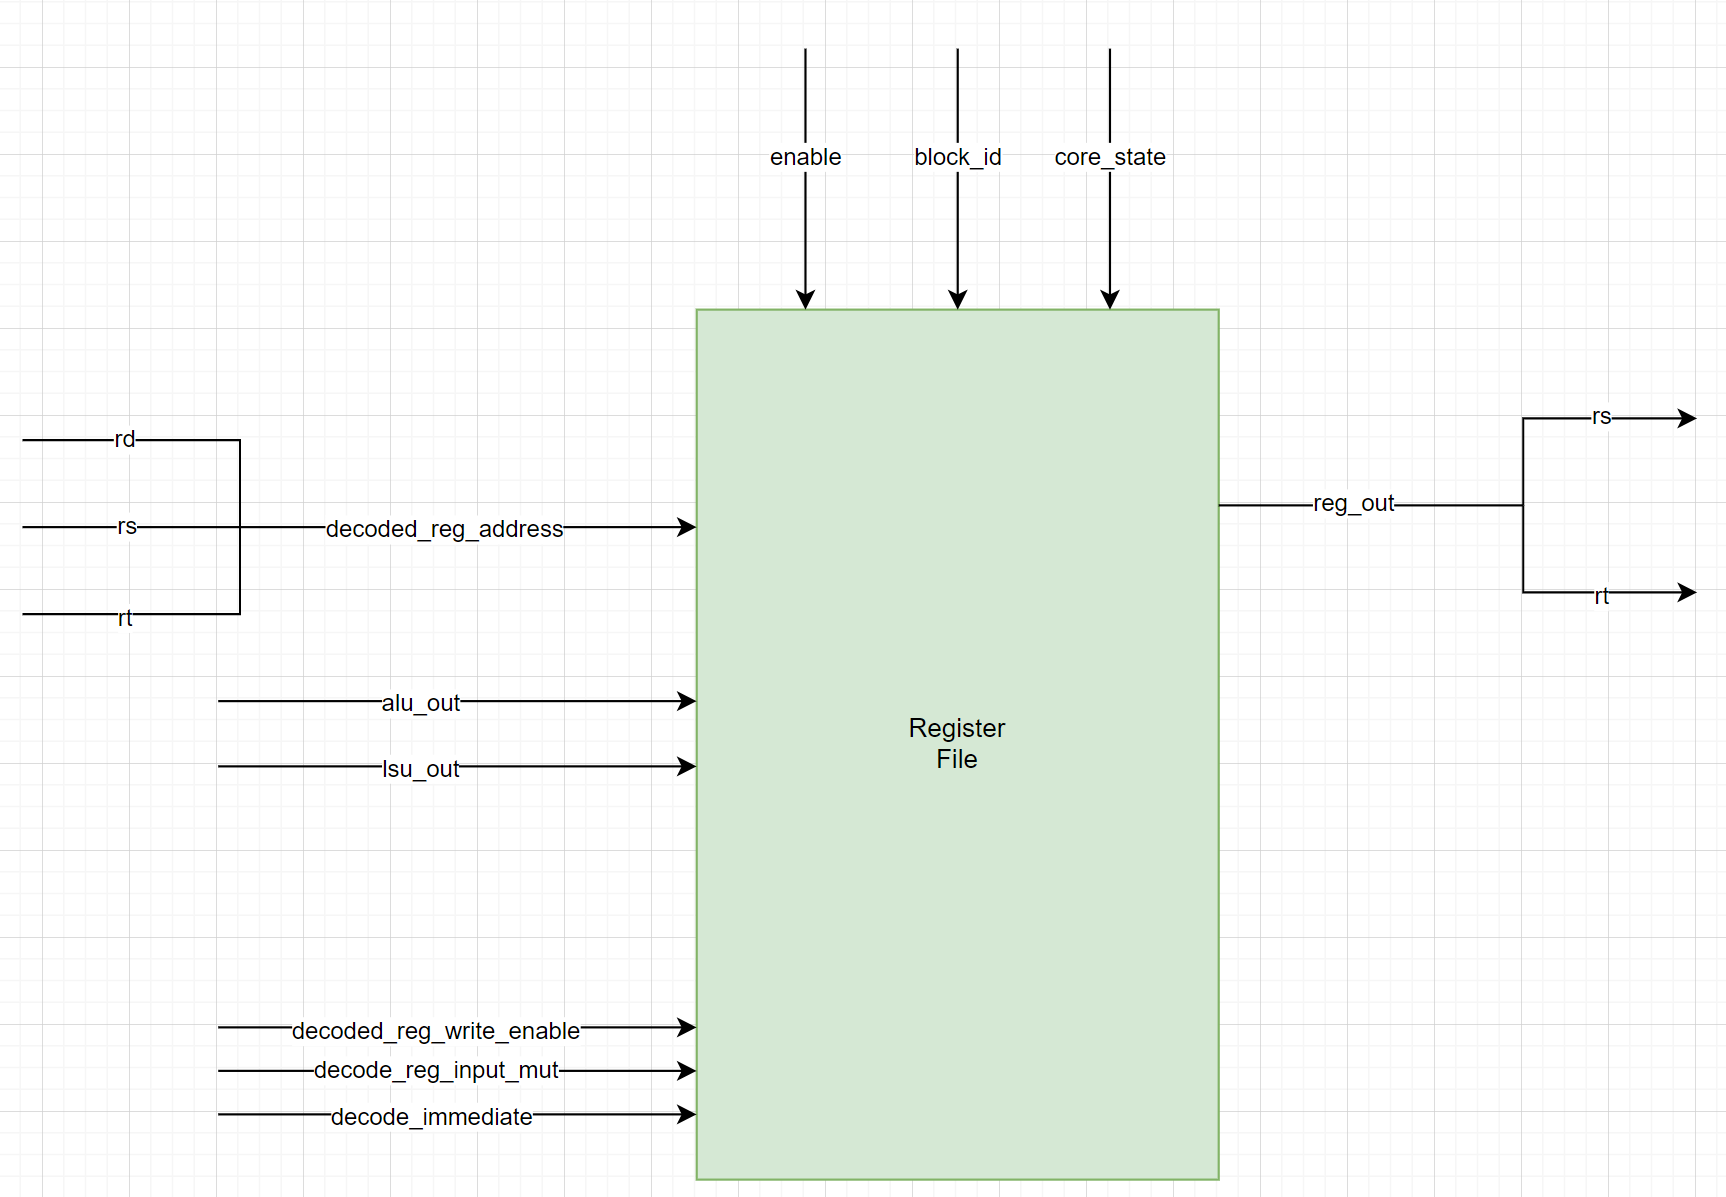 enable
block_id
core_state
rd
rs
rt
decoded_reg_address
alu_out
lsu_out
decoded_reg_write_enable
decode_reg_input_mut
decode_immediate
Register
File
reg_out
rs
rt